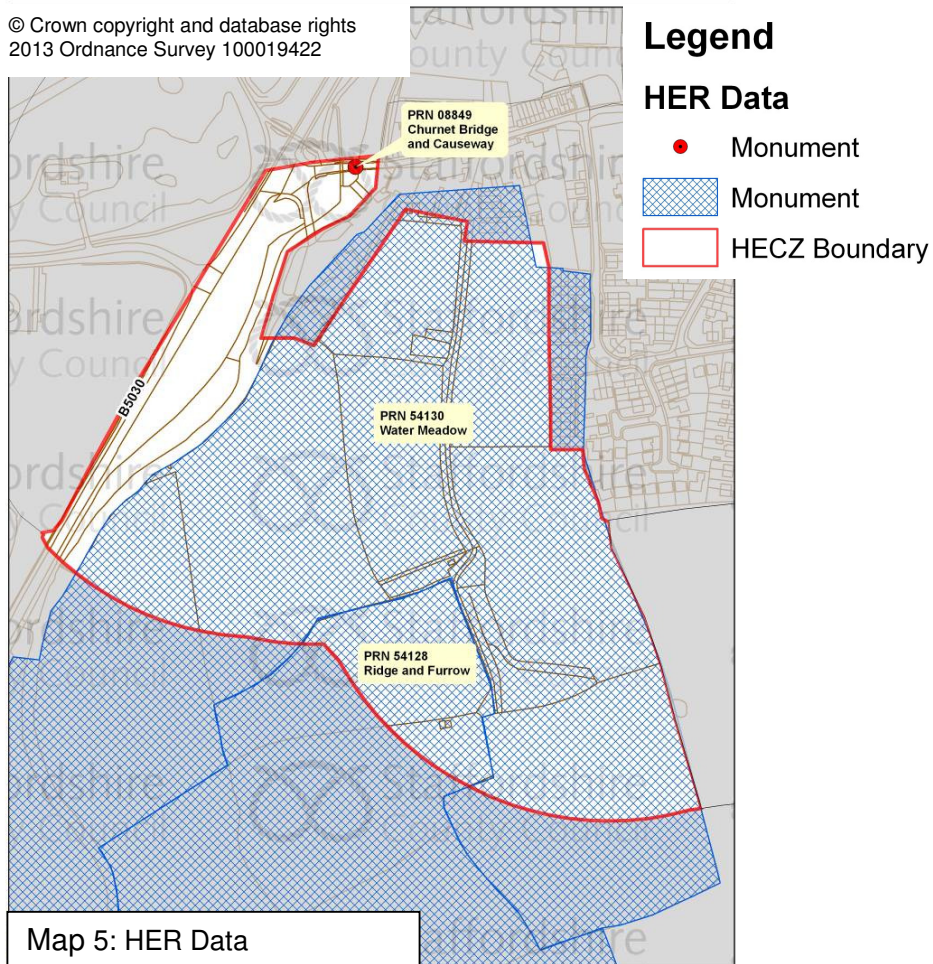 © Crown copyright and database rights
2013 Ordnance Survey 100019422
Legend
HER Data
Monument
Monument
HECZ Boundary
PRN 08849
Churnet Bridge
and Causeway
B5030
PRN 54130
Water Meadow
PRN 54128
Ridge and Furrow
Map 5: HER Data